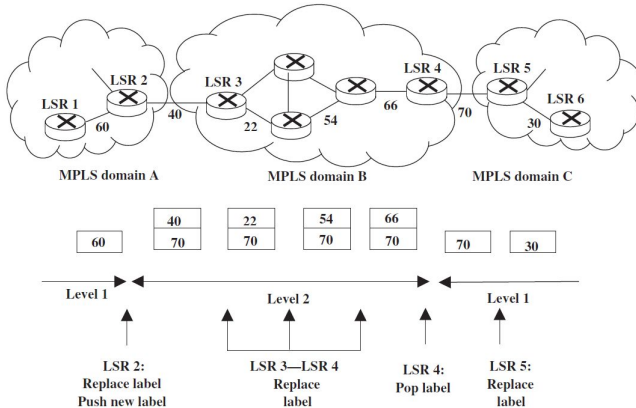 LSR 1
LSR 2
LSR 3
LSR 4
LSR 5
LSR 6
60
40
22
54
66
70
30
MPLS domain A
MPLS domain B
MPLS domain C
60
40
70
22
70
54
70
66
70
70
30
Level 1
Level 2
Level 1
LSR 2:
Replace label
Push new label
LSR 3—LSR 4
Replace
label
LSR 4:
Pop label
LSR 5:
Replace
label